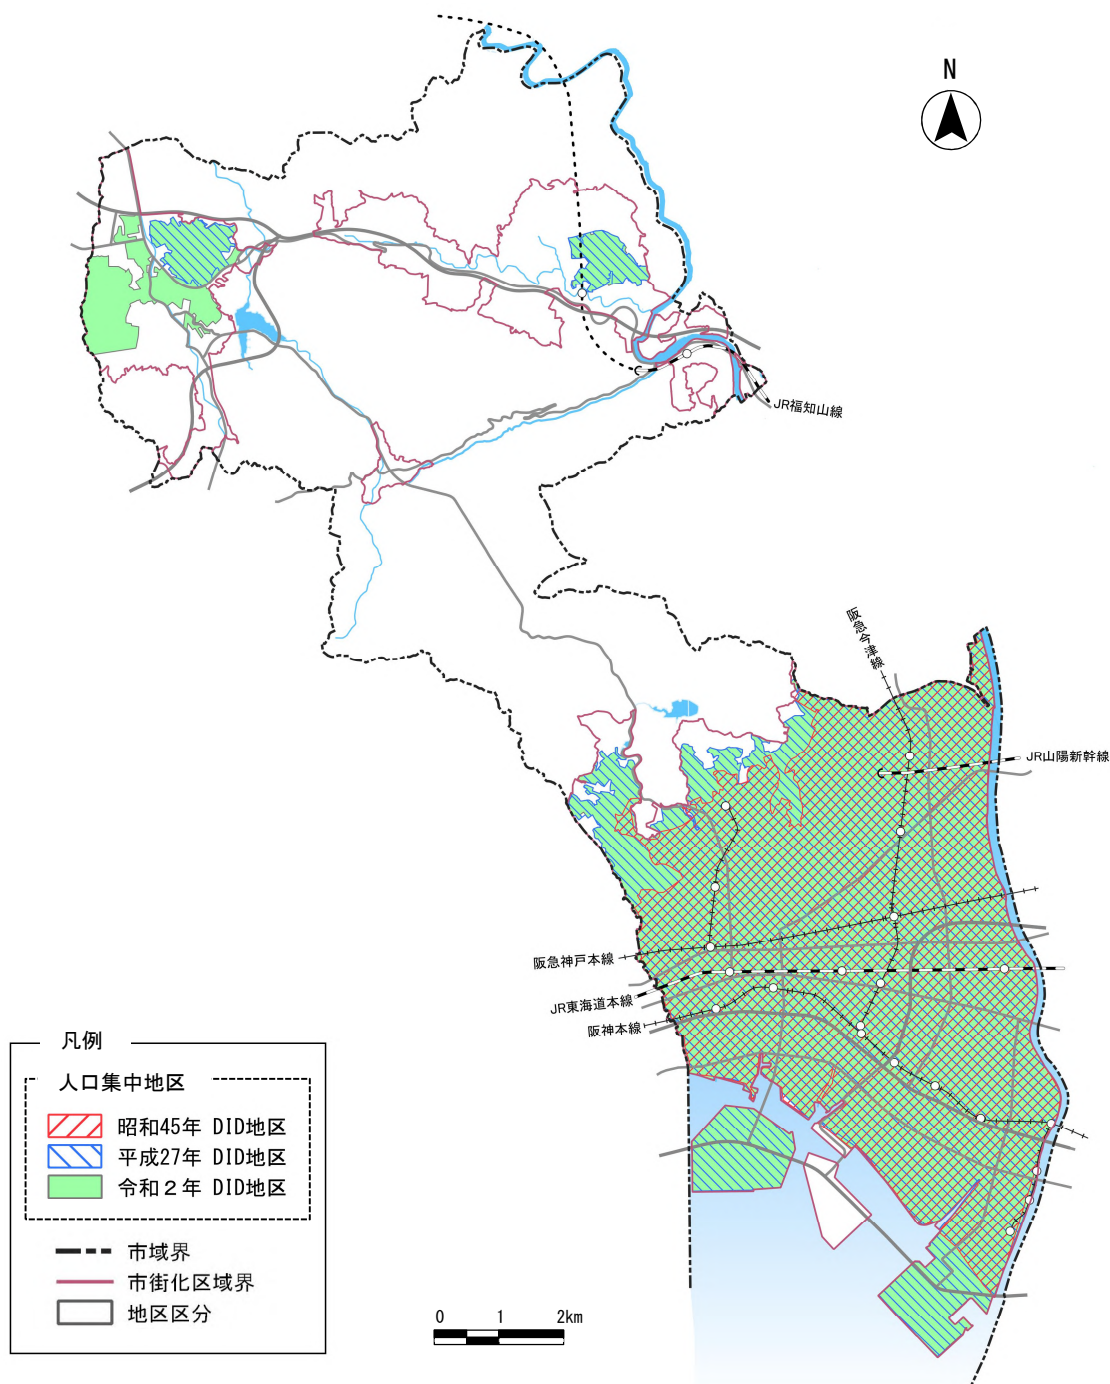 N
JR福知山線
阪急今津線
JR山陽新幹線
阪急神戸本線
JR東海道本線
阪神本線
凡例
人口集中地区
昭和45年 DID地区
平成27年 DID地区
令和２年 DID地区
市域界
市街化区域界
地区区分
0 1 2km